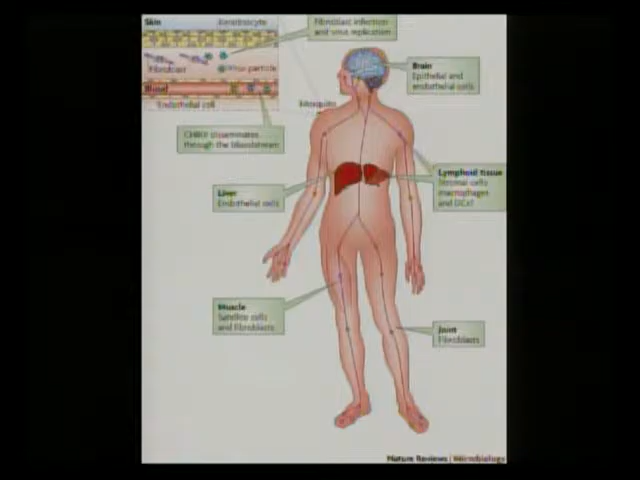 Skin
Keratinocyte
Fibroblast infection
and virus replication
Fibroblast
Virus particle
Blood
Endothelial cell
Mosquito
CHIKV disseminates
through the bloodstream
Brain
Epithelial and
endothelial cells
Liver
Endothelial cells
Lymphoid tissue
Stromal cells,
macrophages
and DCs?
Muscle
Satellite cells
and fibroblasts
Joint
Fibroblasts
Nature Reviews | Microbiology